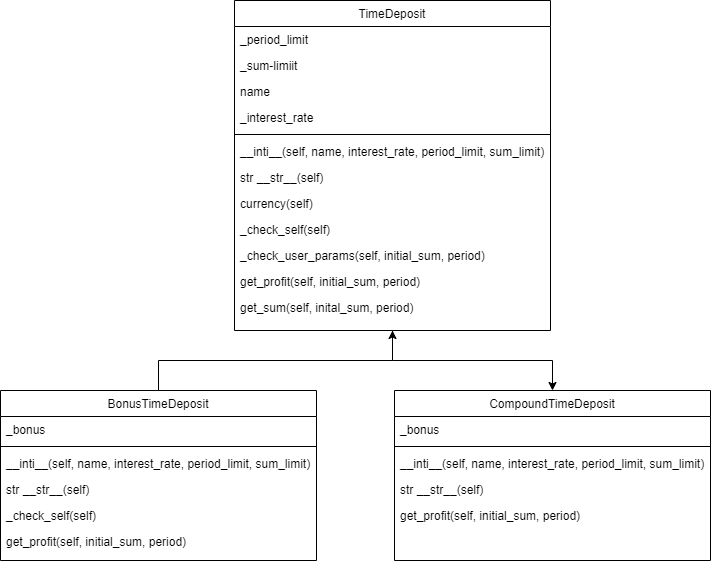 TimeDeposit
_period_limit
_sum-limiit
name
_interest_rate
__inti__(self, name, interest_rate, period_limit, sum_limit)
str __str__(self)
currency(self)
_check_self(self)
_check_user_params(self, initial_sum, period)
get_profit(self, initial_sum, period)
get_sum(self, inital_sum, period)
BonusTimeDeposit
_bonus
__inti__(self, name, interest_rate, period_limit, sum_limit)
str __str__(self)
_check_self(self)
get_profit(self, initial_sum, period)
CompoundTimeDeposit
_bonus
__inti__(self, name, interest_rate, period_limit, sum_limit)
str __str__(self)
get_profit(self, initial_sum, period)